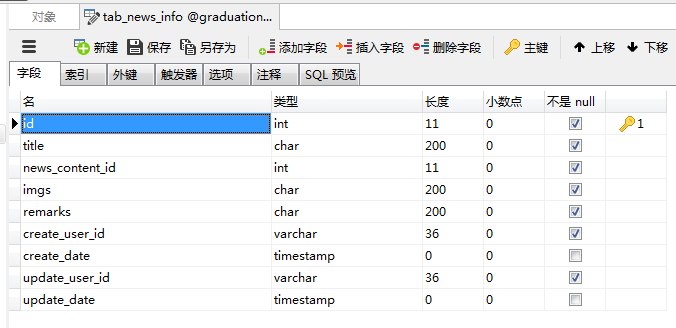 对象 tab_news_info @graduation...
新建 保存 另存为 添加字段 插入字段 删除字段 主键 上移 下移
字段 索引 外键 触发器 选项 注释 SQL 预览
名 类型 长度 小数点 不是 null
id int 11 0 1
title char 200 0
news_content_id int 11 0
imgs char 200 0
remarks char 200 0
create_user_id varchar 36 0
create_date timestamp 0 0
update_user_id varchar 36 0
update_date timestamp 0 0